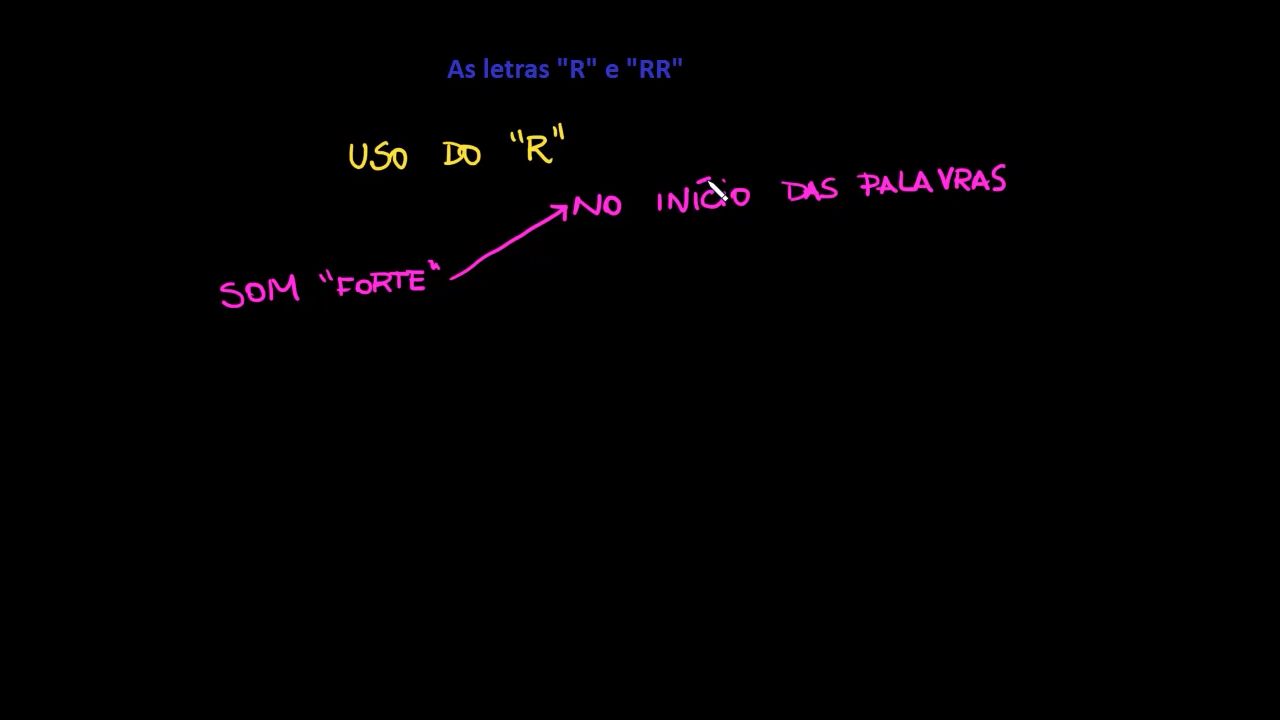 As letras "R" e "RR"
USO DO "R"
NO INÍCIO DAS PALAVRAS
SOM "FORTE"